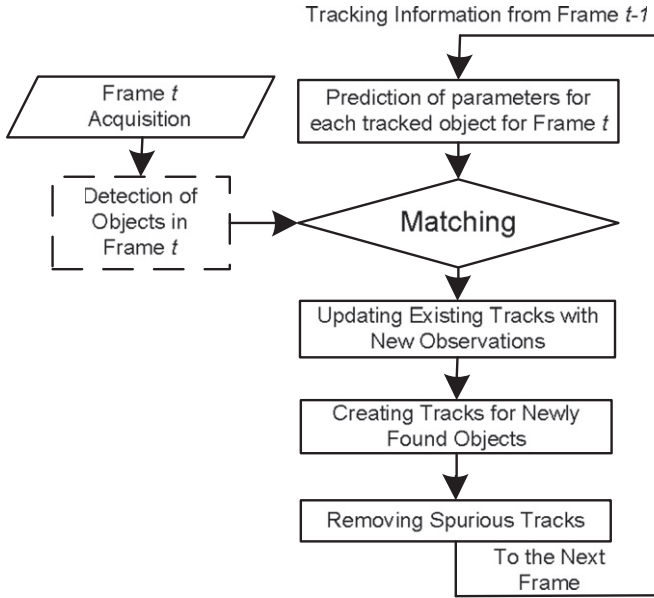 Tracking Information from Frame t-1
Frame t
Acquisition
Prediction of parameters for
each tracked object for Frame t
Detection of
Objects in
Frame t
Matching
Updating Existing Tracks with
New Observations
Creating Tracks for Newly
Found Objects
Removing Spurious Tracks
To the Next
Frame